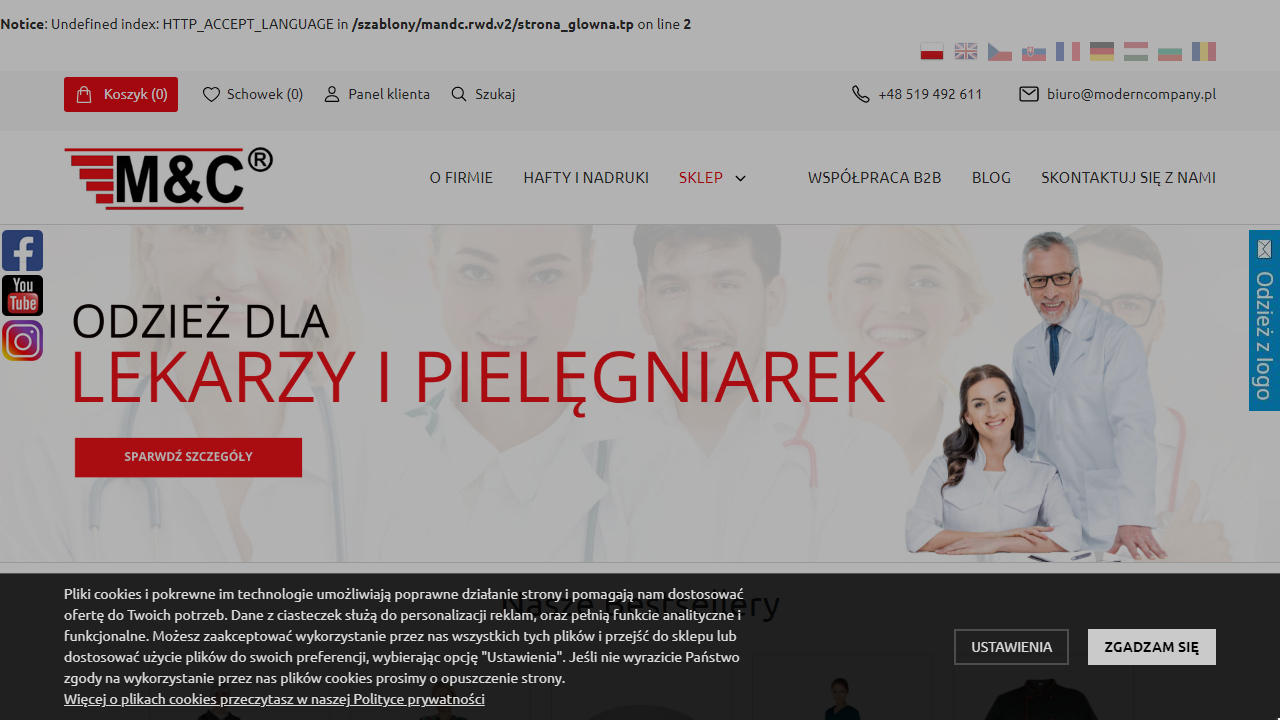 Notice: Undefined index: HTTP_ACCEPT_LANGUAGE in /szablony/mandc.rwd.v2/strona_glowna.tp on line 2
Koszyk (0) Schowek (0) Panel klienta Szukaj +48 519 492 611 biuro@moderncompany.pl
M&C® O FIRMIE HAFTY I NADRUKI SKLEP WSPÓŁPRACA B2B BLOG SKONTAKTUJ SIĘ Z NAMI
You
Tube
Odzież z logo
ODZIEŻ DLA
LEKARZY I PIELĘGNIAREK
SPARWDŹ SZCZEGÓŁY
Nasze Bestsellery
Pliki cookies i pokrewne im technologie umożliwiają poprawne działanie strony i pomagają nam dostosować
ofertę do Twoich potrzeb. Dane z ciasteczek służą do personalizacji reklam, oraz pełnią funkcie analityczne i
funkcjonalne. Możesz zaakceptować wykorzystanie przez nas wszystkich tych plików i przejść do sklepu lub
dostosować użycie plików do swoich preferencji, wybierając opcję "Ustawienia". Jeśli nie wyrazicie Państwo
zgody na wykorzystanie przez nas plików cookies prosimy o opuszczenie strony.
Więcej o plikach cookies przeczytasz w naszej Polityce prywatności
USTAWIENIA ZGADZAM SIĘ